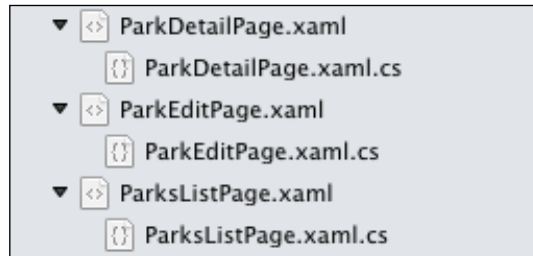 ParkDetailPage.xaml
ParkDetailPage.xaml.cs
ParkEditPage.xaml
ParkEditPage.xaml.cs
ParksListPage.xaml
ParksListPage.xaml.cs